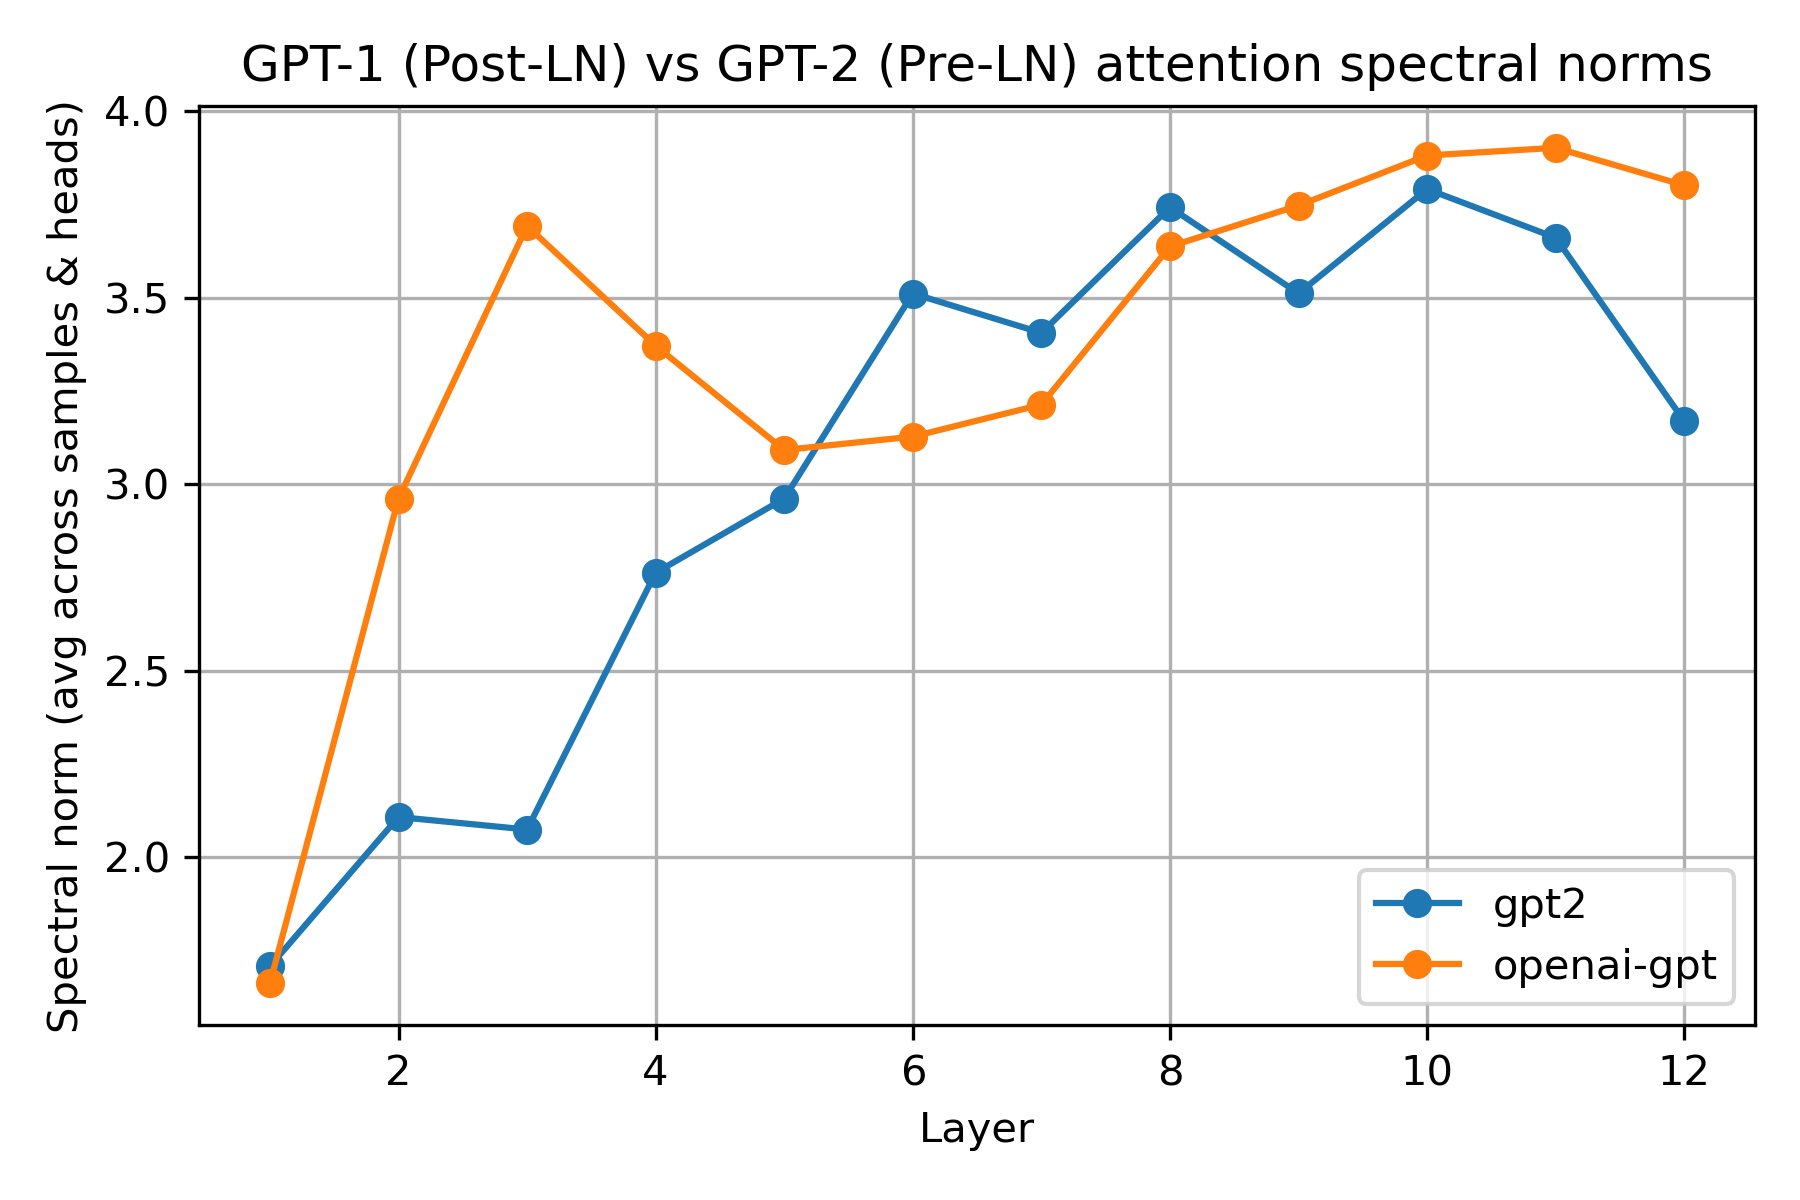 GPT-1 (Post-LN) vs GPT-2 (Pre-LN) attention spectral norms
Spectral norm (avg across samples & heads)
4.0
3.5
3.0
2.5
2.0
gpt2
openai-gpt
2 4 6 8 10 12
Layer